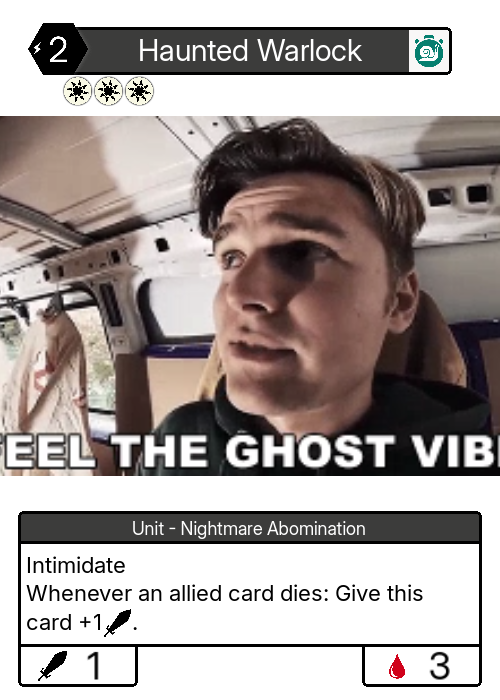 2
Haunted Warlock
EEL THE GHOST VIB
Unit - Nightmare Abomination
Intimidate
Whenever an allied card dies: Give this
card +1.
1
3